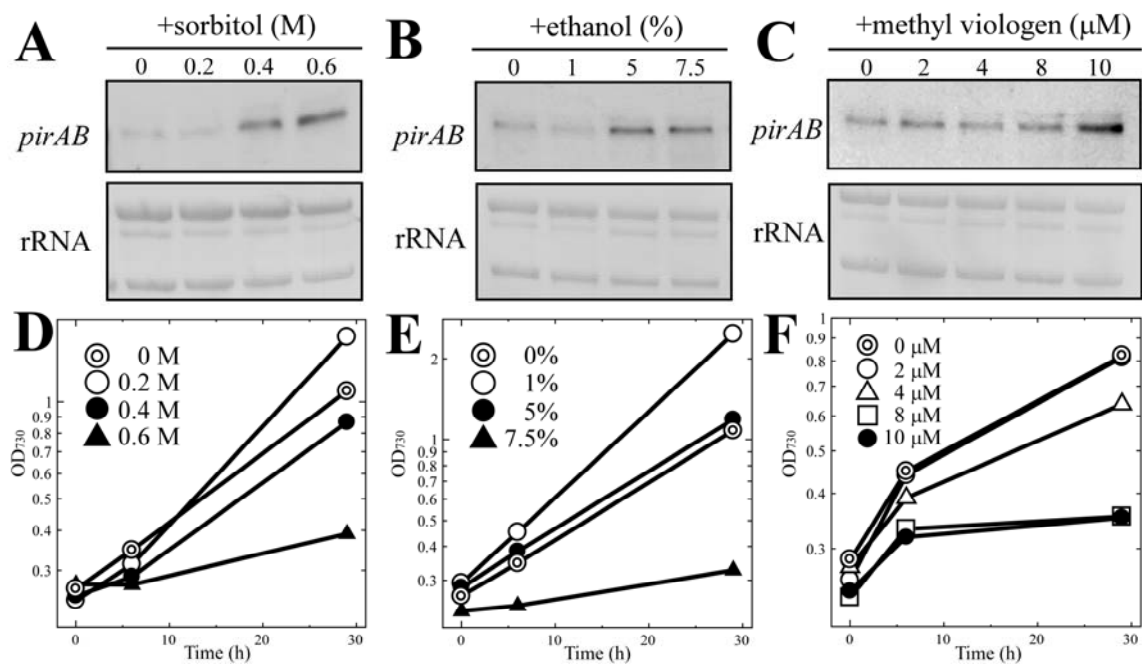 A +sorbitol (M)
0 0.2 0.4 0.6
pirAB
rRNA
B +ethanol (%)
0 1 5 7.5
pirAB
rRNA
C +methyl viologen (μM)
0 2 4 8 10
pirAB
rRNA
D
0 M
0.2 M
0.4 M
0.6 M
1
0.9
0.8
0.7
0.6
0.5
0.4
0.3
OD730
0 10 20 30
Time (h)
E
0%
1%
5%
7.5%
2
1
0.9
0.8
0.7
0.6
0.5
0.4
0.3
OD730
0 10 20 30
Time (h)
F
0 μM
2 μM
4 μM
8 μM
10 μM
1
0.9
0.8
0.7
0.6
0.5
0.4
0.3
OD730
0 10 20 30
Time (h)